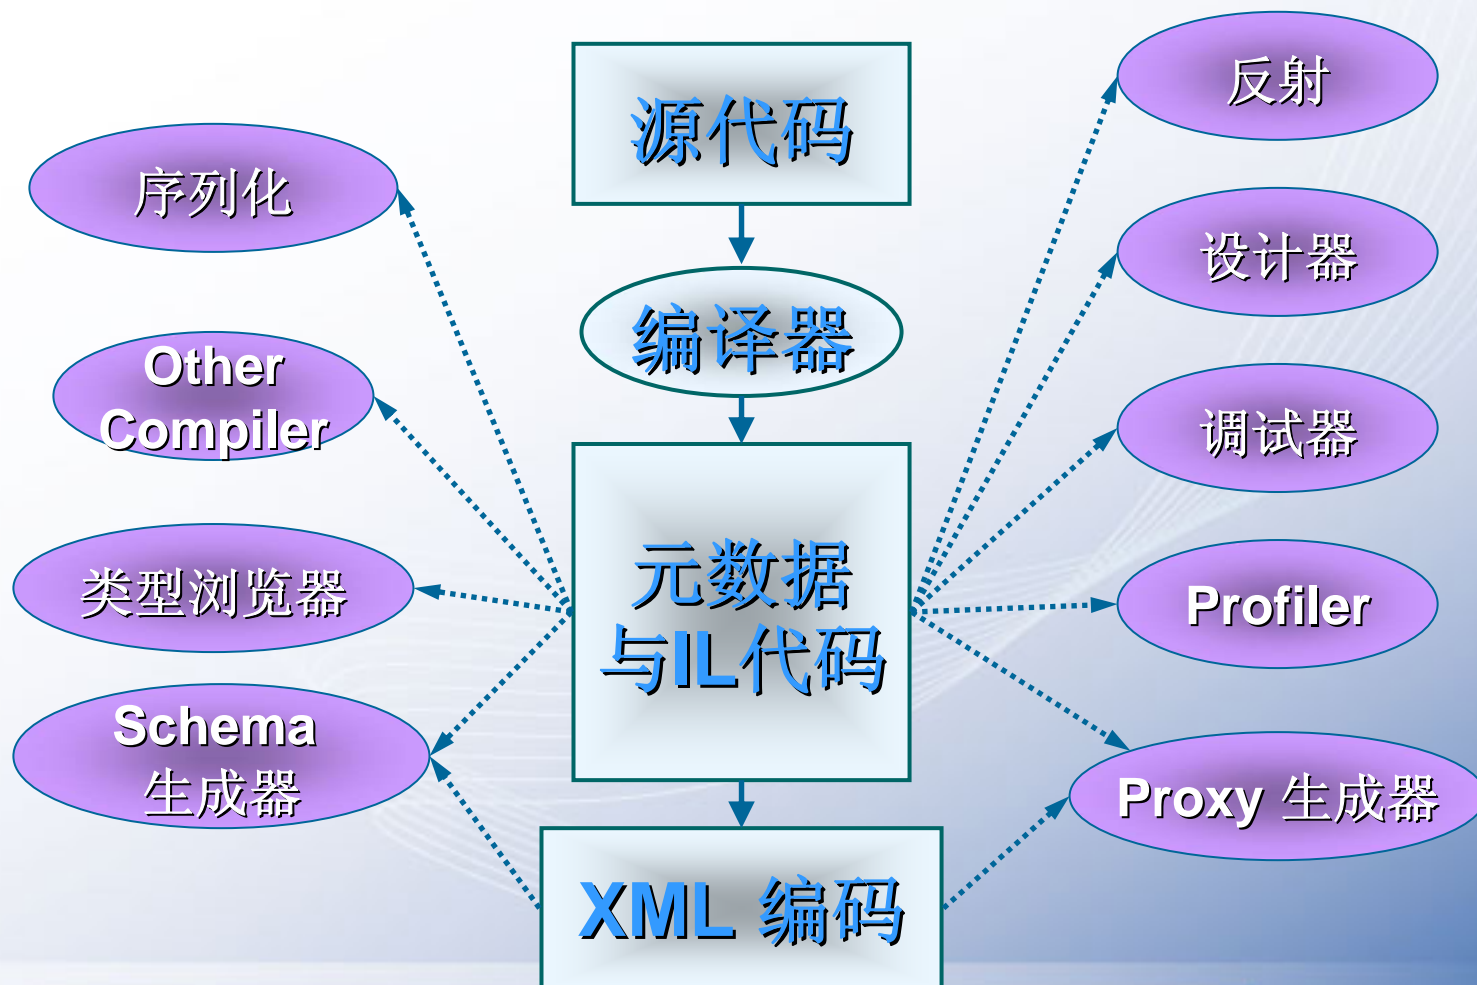 源代码
编译器
元数据
与IL代码
XML 编码
序列化
Other
Compiler
类型浏览器
Schema
生成器
反射
设计器
调试器
Profiler
Proxy 生成器